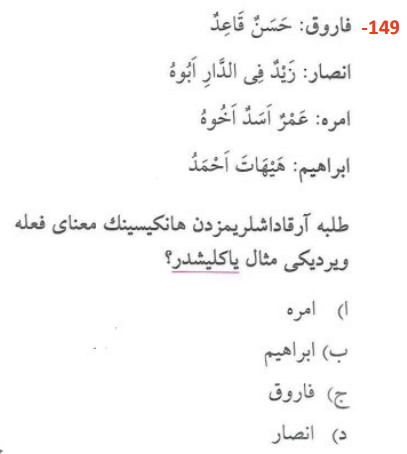 149- فاروق: حَسَنٌ قَاعِدٌ
انصار: زَيْدٌ فِى الدَّارِ اَبُوهُ
امره: عَمْرٌ اَسَدٌ اَخُوهُ
ابراهيم: هَيْهَاتَ اَحْمَدُ
طلبه آرقاداشلريمزدن هانكيسينك معناى فعله
ويرديكى مثال ياكليشدر؟
ا) امره
ب) ابراهيم
ج) فاروق
د) انصار